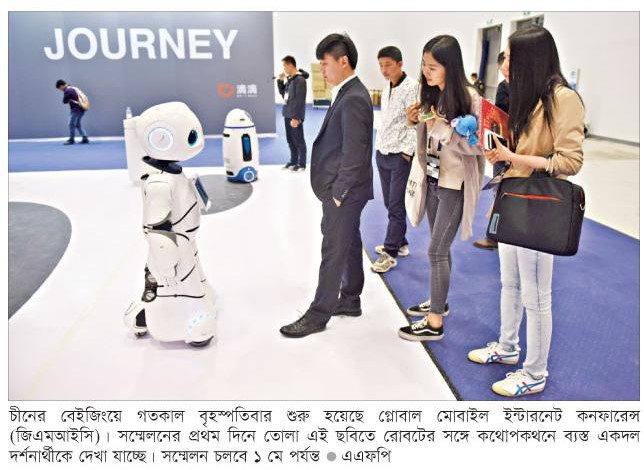 JOURNEY
滴滴
চীনের বেইজিংয়ে গতকাল বৃহস্পতিবার শুরু হয়েছে গ্লোবাল মোবাইল ইন্টারনেট কনফারেন্স
(জিএমআইসি)। সম্মেলনের প্রথম দিনে তোলা এই ছবিতে রোবটের সঙ্গে কথোপকথনে ব্যস্ত একদল
দর্শনার্থীকে দেখা যাচ্ছে। সম্মেলন চলবে ১ মে পর্যন্ত ● এএফপি